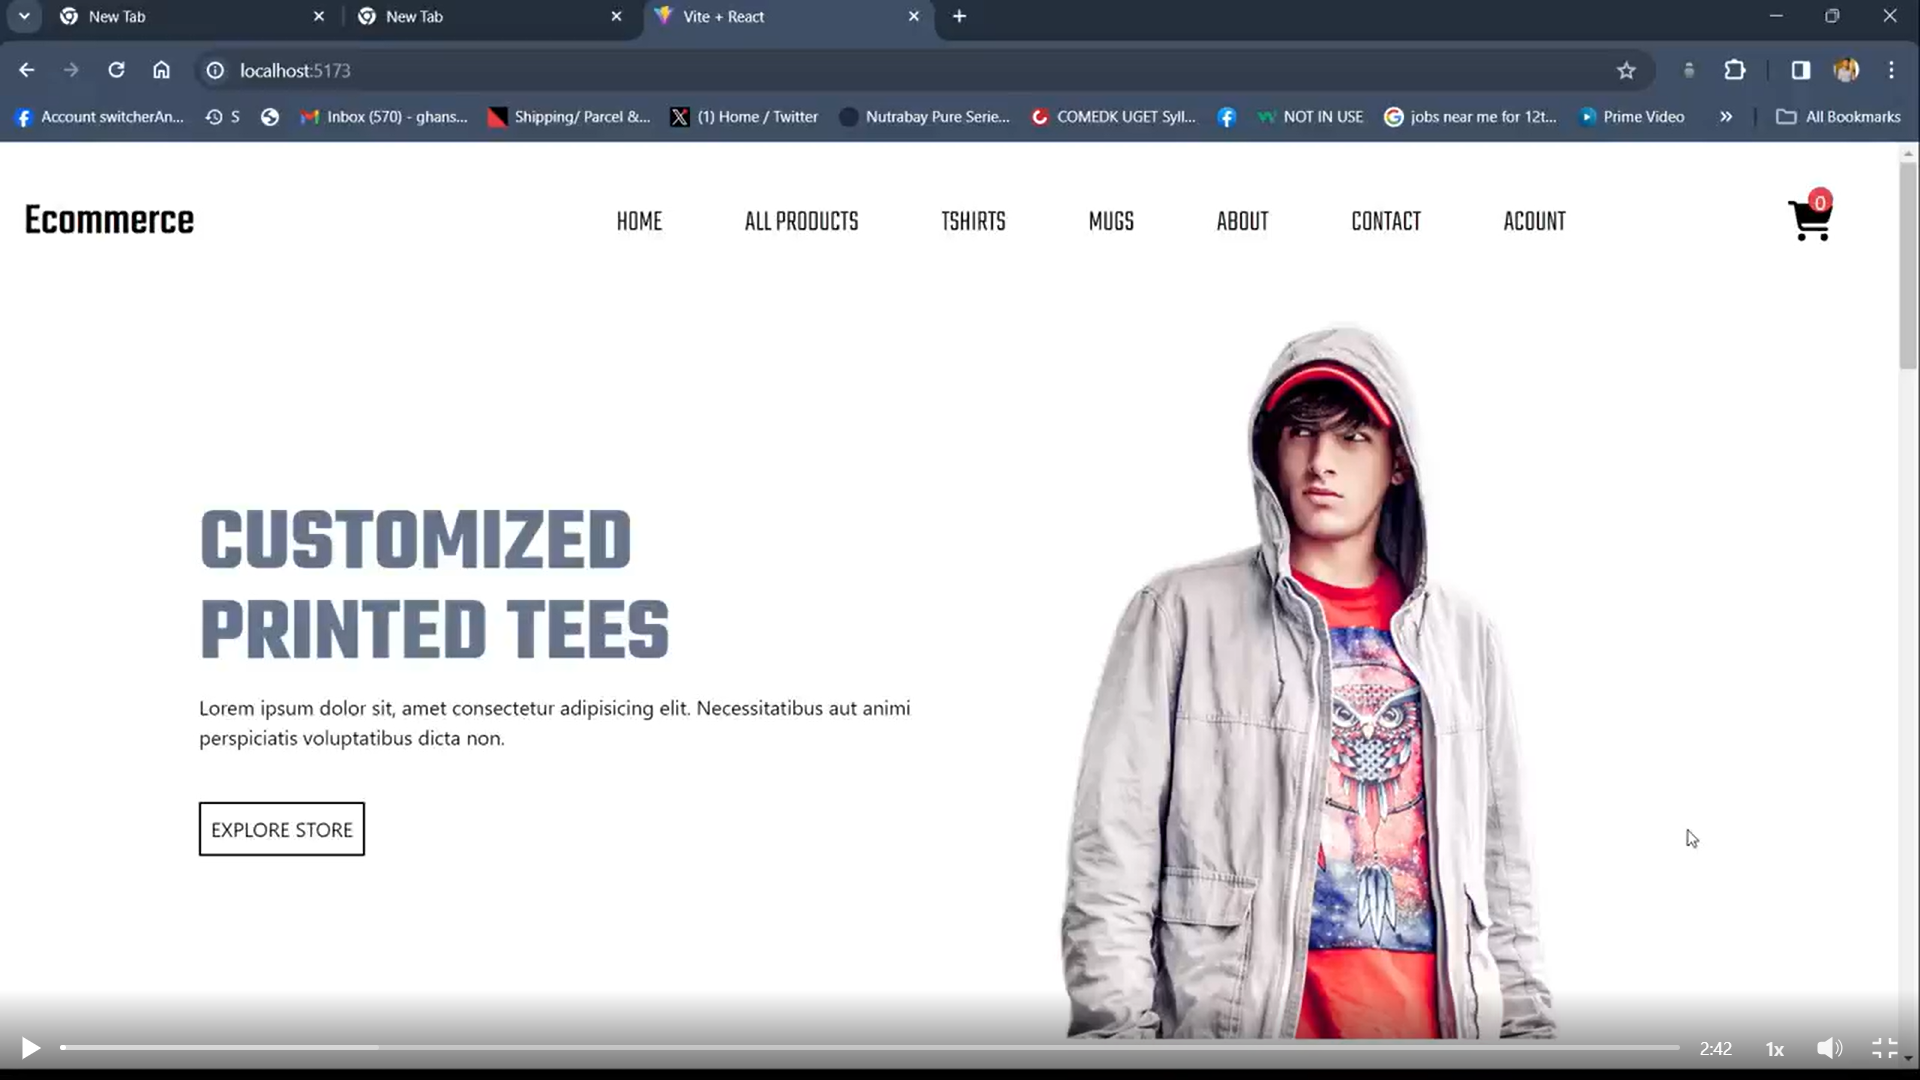 New Tab
New Tab
Vite + React
localhost:5173
Account switcherAn...
S
Inbox (570) - ghans...
Shipping/ Parcel &...
(1) Home / Twitter
Nutrabay Pure Serie...
COMEDK UGET Syll...
NOT IN USE
jobs near me for 12t...
Prime Video
All Bookmarks
Ecommerce
HOME
ALL PRODUCTS
TSHIRTS
MUGS
ABOUT
CONTACT
ACOUNT
0
CUSTOMIZED
PRINTED TEES
Lorem ipsum dolor sit, amet consectetur adipisicing elit. Necessitatibus aut animi
perspiciatis voluptatibus dicta non.
EXPLORE STORE
2:42
1x